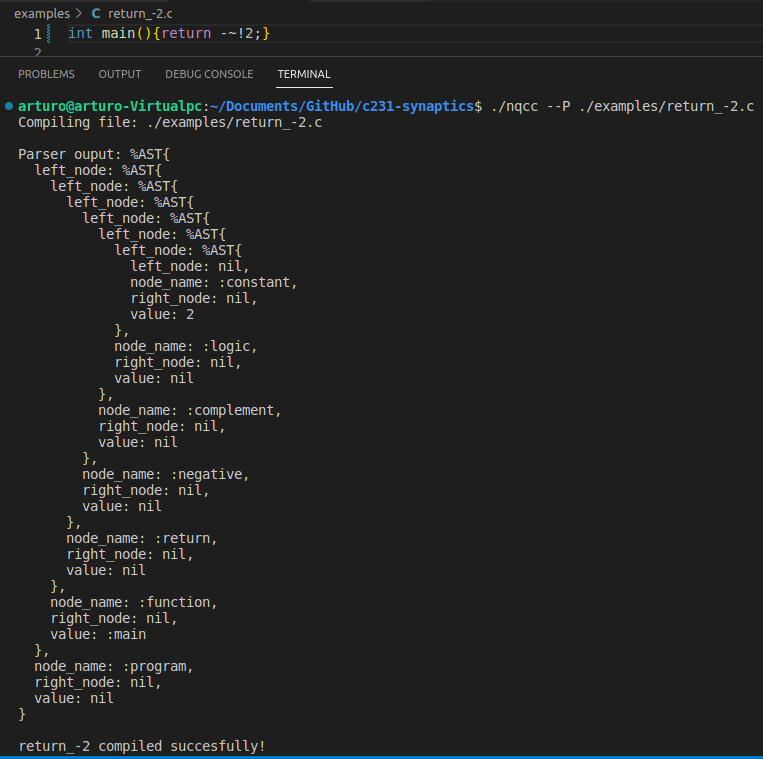 examples > C return_-2.c
1 int main(){return -~!2;}
2
PROBLEMS OUTPUT DEBUG CONSOLE TERMINAL
arturo@arturo-Virtualpc:~/Documents/GitHub/c231-synaptics$ ./nqcc --P ./examples/return_-2.c
Compiling file: ./examples/return_-2.c
Parser ouput: %AST{
  left_node: %AST{
    left_node: %AST{
      left_node: %AST{
        left_node: %AST{
          left_node: %AST{
            left_node: %AST{
              left_node: nil,
              node_name: :constant,
              right_node: nil,
              value: 2
            },
            node_name: :logic,
            right_node: nil,
            value: nil
          },
          node_name: :complement,
          right_node: nil,
          value: nil
        },
        node_name: :negative,
        right_node: nil,
        value: nil
      },
      node_name: :return,
      right_node: nil,
      value: nil
    },
    node_name: :function,
    right_node: nil,
    value: :main
  },
  node_name: :program,
  right_node: nil,
  value: nil
}
return_-2 compiled succesfully!